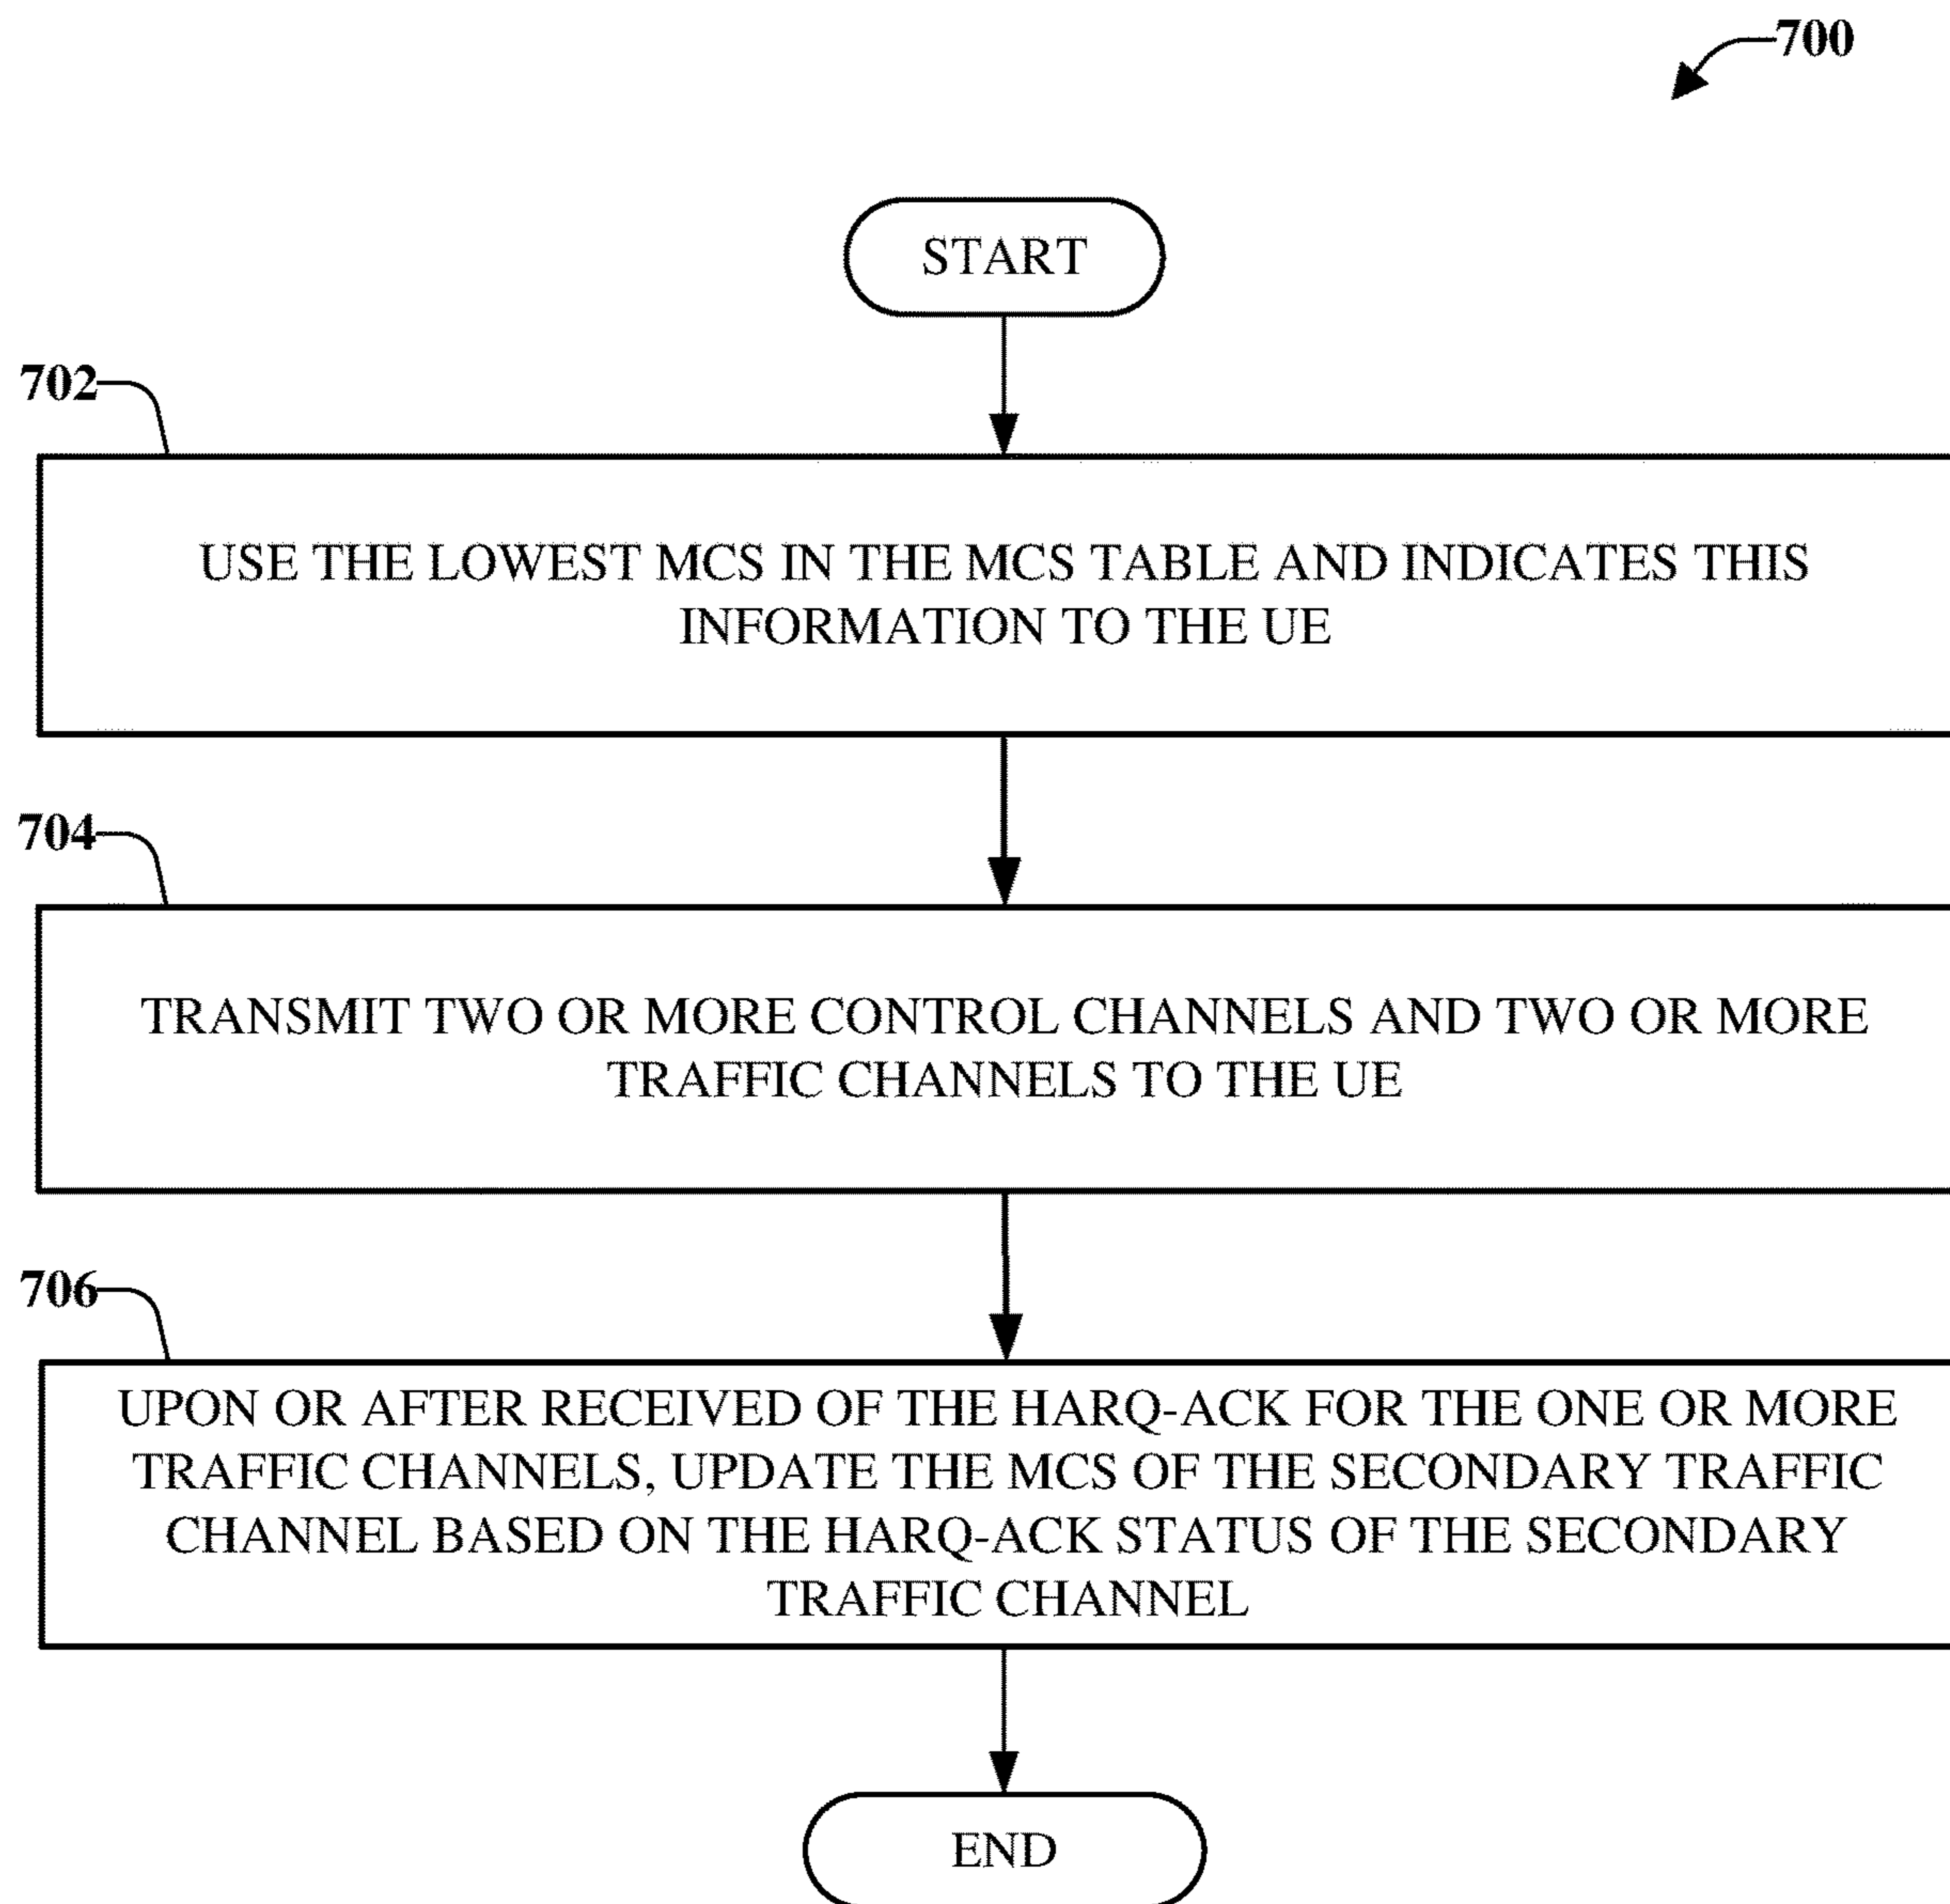 700
START
702
USE THE LOWEST MCS IN THE MCS TABLE AND INDICATES THIS
INFORMATION TO THE UE
704
TRANSMIT TWO OR MORE CONTROL CHANNELS AND TWO OR MORE
TRAFFIC CHANNELS TO THE UE
706
UPON OR AFTER RECEIVED OF THE HARQ-ACK FOR THE ONE OR MORE
TRAFFIC CHANNELS, UPDATE THE MCS OF THE SECONDARY TRAFFIC
CHANNEL BASED ON THE HARQ-ACK STATUS OF THE SECONDARY
TRAFFIC CHANNEL
END